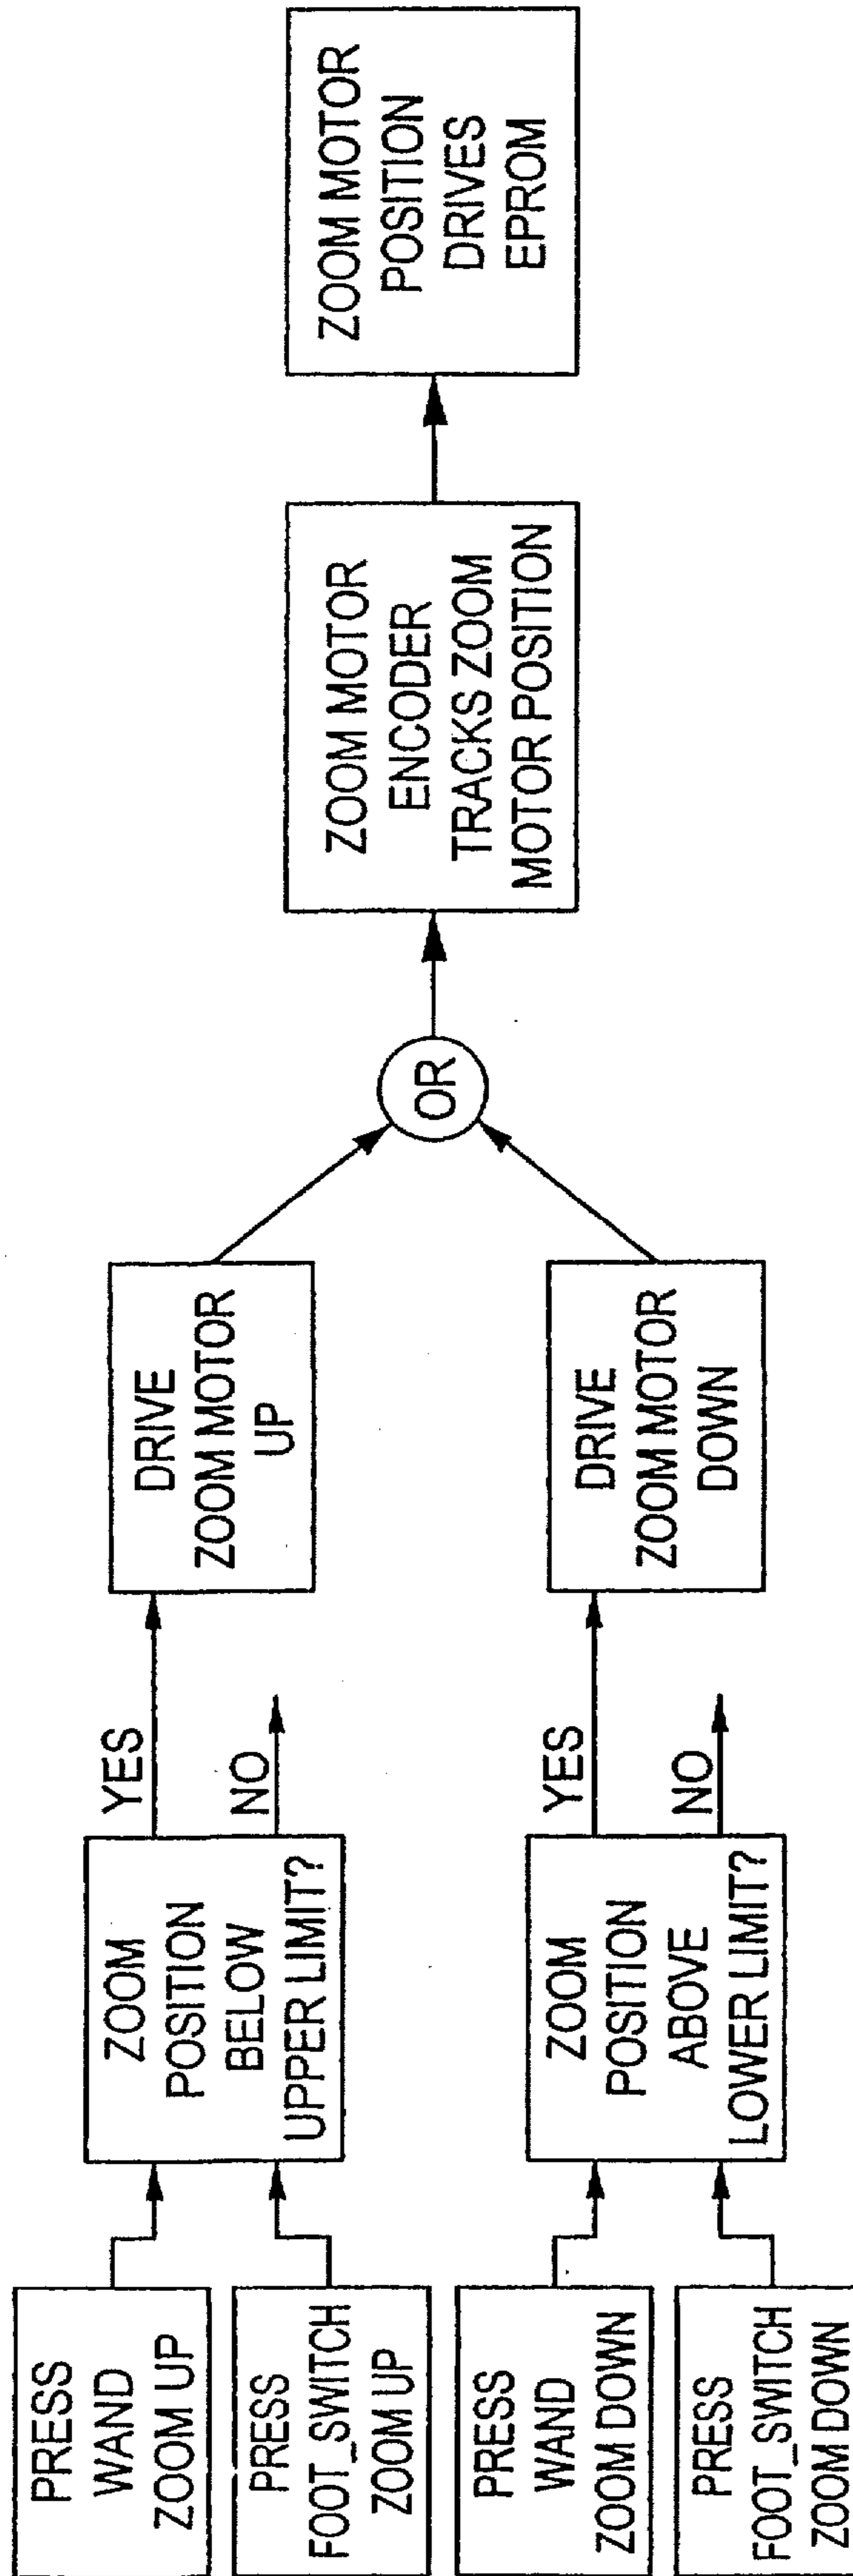 PRESS
WAND
ZOOM UP
PRESS
FOOT_SWITCH
ZOOM UP
PRESS
WAND
ZOOM DOWN
PRESS
FOOT_SWITCH
ZOOM DOWN
ZOOM
POSITION
BELOW
UPPER LIMIT?
YES
NO
ZOOM
POSITION
ABOVE
LOWER LIMIT?
YES
NO
DRIVE
ZOOM MOTOR
UP
DRIVE
ZOOM MOTOR
DOWN
OR
ZOOM MOTOR
ENCODER
TRACKS ZOOM
MOTOR POSITION
ZOOM MOTOR
POSITION
DRIVES
EPROM